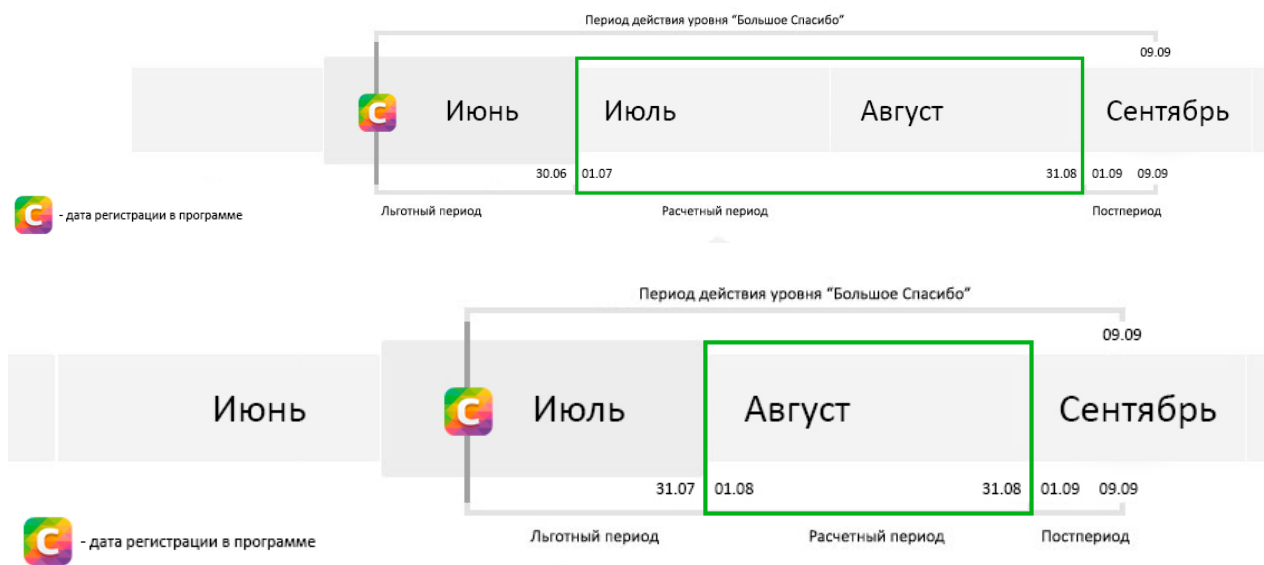 Период действия уровня “Большое Спасибо”
09.09
С Июнь Июль Август Сентябрь
30.06 01.07 31.08 01.09 09.09
Льготный период Расчетный период Постпериод
С - дата регистрации в программе
Период действия уровня “Большое Спасибо”
09.09
Июнь С Июль Август Сентябрь
31.07 01.08 31.08 01.09 09.09
Льготный период Расчетный период Постпериод
С - дата регистрации в программе